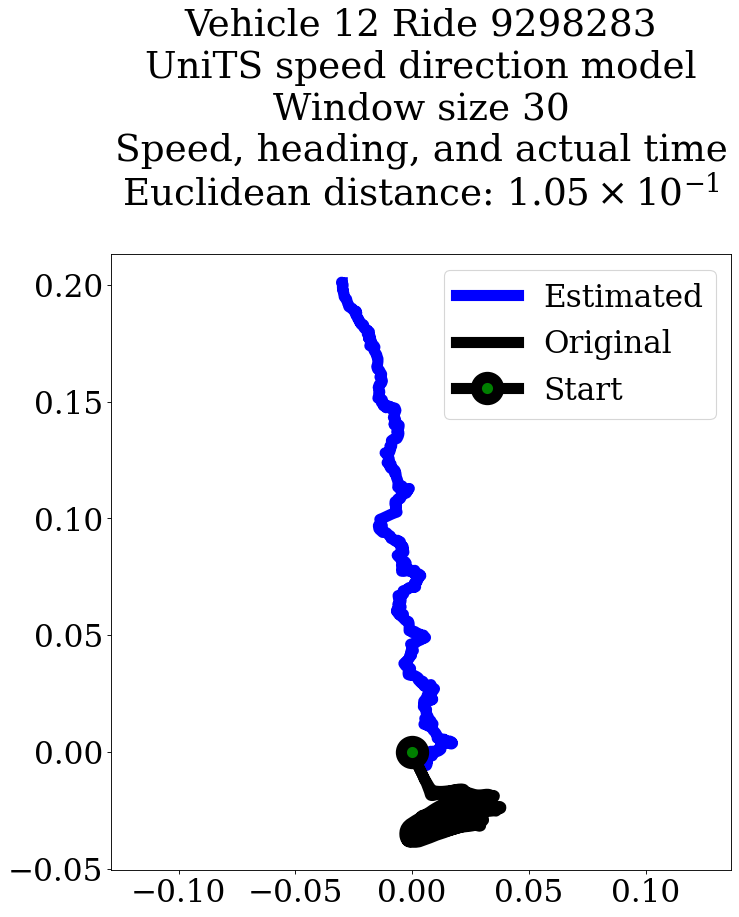 Vehicle 12 Ride 9298283
UniTS speed direction model
Window size 30
Speed, heading, and actual time
Euclidean distance: 1.05 × 10⁻¹
Estimated
Original
Start
0.20
0.15
0.10
0.05
0.00
−0.05
−0.10 −0.05 0.00 0.05 0.10